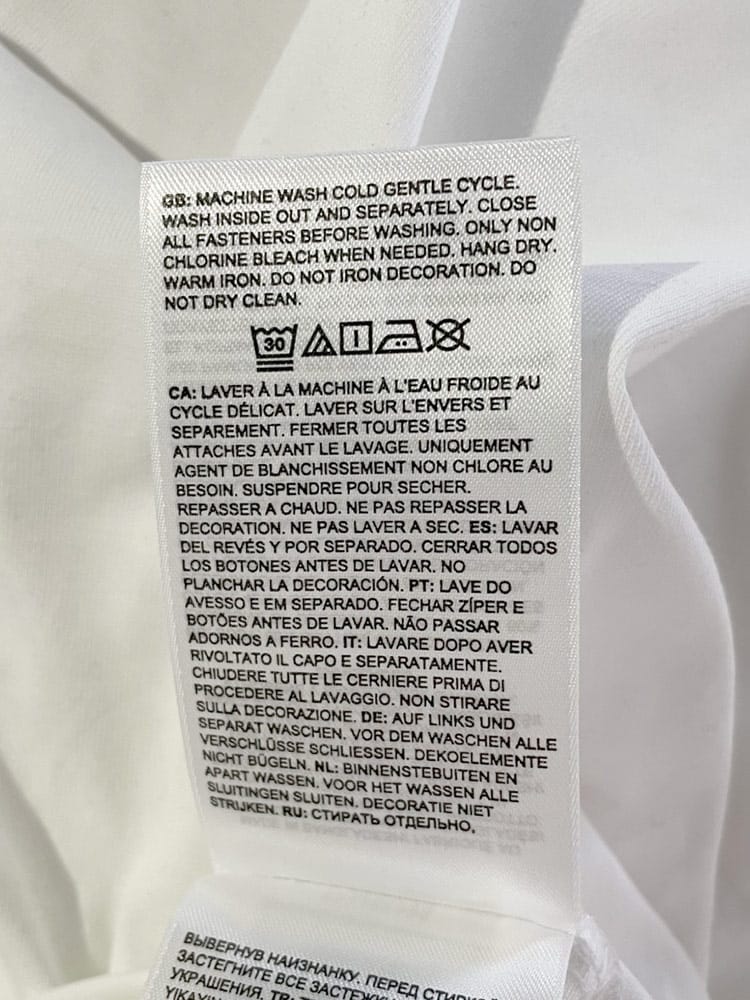 GB: MACHINE WASH COLD GENTLE CYCLE.
WASH INSIDE OUT AND SEPARATELY. CLOSE
ALL FASTENERS BEFORE WASHING. ONLY NON
CHLORINE BLEACH WHEN NEEDED. HANG DRY.
WARM IRON. DO NOT IRON DECORATION. DO
NOT DRY CLEAN.
30
CA: LAVER À LA MACHINE À L'EAU FROIDE AU
CYCLE DÉLICAT. LAVER SUR L'ENVERS ET
SEPAREMENT. FERMER TOUTES LES
ATTACHES AVANT LE LAVAGE. UNIQUEMENT
AGENT DE BLANCHISSEMENT NON CHLORE AU
BESOIN. SUSPENDRE POUR SECHER.
REPASSER A CHAUD. NE PAS REPASSER LA
DECORATION. NE PAS LAVER A SEC. ES: LAVAR
DEL REVÉS Y POR SEPARADO. CERRAR TODOS
LOS BOTONES ANTES DE LAVAR. NO
PLANCHAR LA DECORACIÓN. PT: LAVE DO
AVESSO E EM SEPARADO. FECHAR ZÍPER E
BOTÕES ANTES DE LAVAR. NÃO PASSAR
ADORNOS A FERRO. IT: LAVARE DOPO AVER
RIVOLTATO IL CAPO E SEPARATAMENTE.
CHIUDERE TUTTE LE CERNIERE PRIMA DI
PROCEDERE AL LAVAGGIO. NON STIRARE
SULLA DECORAZIONE. DE: AUF LINKS UND
SEPARAT WASCHEN. VOR DEM WASCHEN ALLE
VERSCHLÜSSE SCHLIESSEN. DEKOELEMENTE
NICHT BÜGELN. NL: BINNENSTEBUITEN EN
APART WASSEN. VOOR HET WASSEN ALLE
SLUITINGEN SLUITEN. DECORATIE NIET
STRIJKEN. RU: СТИРАТЬ ОТДЕЛЬНО,
ВЫВЕРНУВ НАИЗНАНКУ. ПЕРЕД
ЗАСТЕГНИТЕ ВСЕ
УКРАШЕНИЯ.